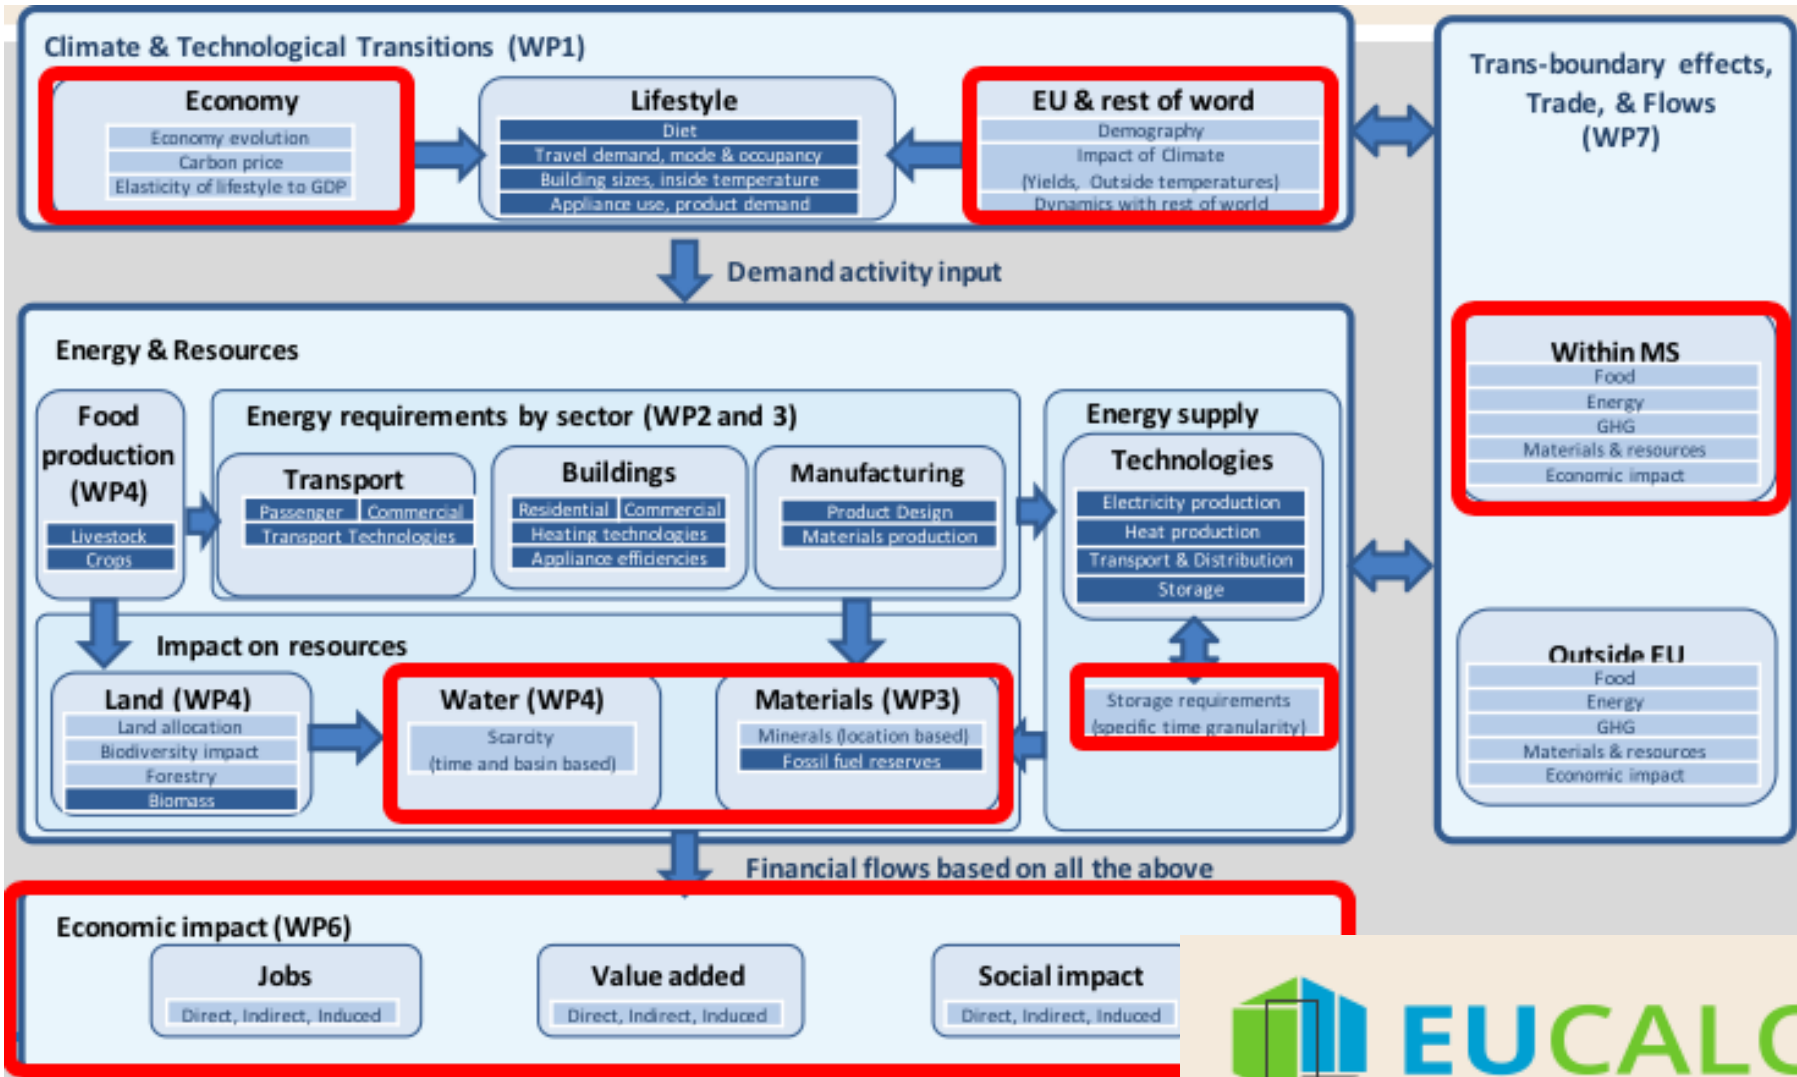 Climate & Technological Transitions (WP1)
Economy
Economy evolution
Carbon price
Elasticity of lifestyle to GDP
Lifestyle
Diet
Travel demand, mode & occupancy
Building sizes, inside temperature
Appliance use, product demand
EU & rest of word
Demography
Impact of Climate
(Yields, Outside temperatures)
Dynamics with rest of world
Trans-boundary effects,
Trade, & Flows
(WP7)
Within MS
Food
Energy
GHG
Materials & resources
Economic impact
Outside EU
Food
Energy
GHG
Materials & resources
Economic impact
Demand activity input
Energy & Resources
Food
production
(WP4)
Livestock
Crops
Energy requirements by sector (WP2 and 3)
Transport
Passenger Commercial
Transport Technologies
Buildings
Residential Commercial
Heating technologies
Appliance efficiencies
Manufacturing
Product Design
Materials production
Energy supply
Technologies
Electricity production
Heat production
Transport & Distribution
Storage
Storage requirements
(specific time granularity)
Impact on resources
Land (WP4)
Land allocation
Biodiversity impact
Forestry
Biomass
Water (WP4)
Scarcity
(time and basin based)
Materials (WP3)
Minerals (location based)
Fossil fuel reserves
Financial flows based on all the above
Economic impact (WP6)
Jobs
Direct, Indirect, Induced
Value added
Direct, Indirect, Induced
Social impact
Direct, Indirect, Induced
EUCALC